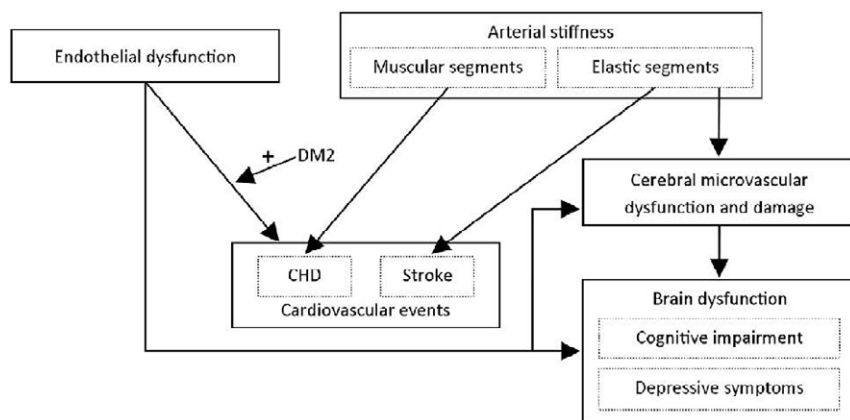 Endothelial dysfunction
Arterial stiffness
Muscular segments
Elastic segments
+ DM2
Cerebral microvascular
dysfunction and damage
CHD
Stroke
Cardiovascular events
Brain dysfunction
Cognitive impairment
Depressive symptoms